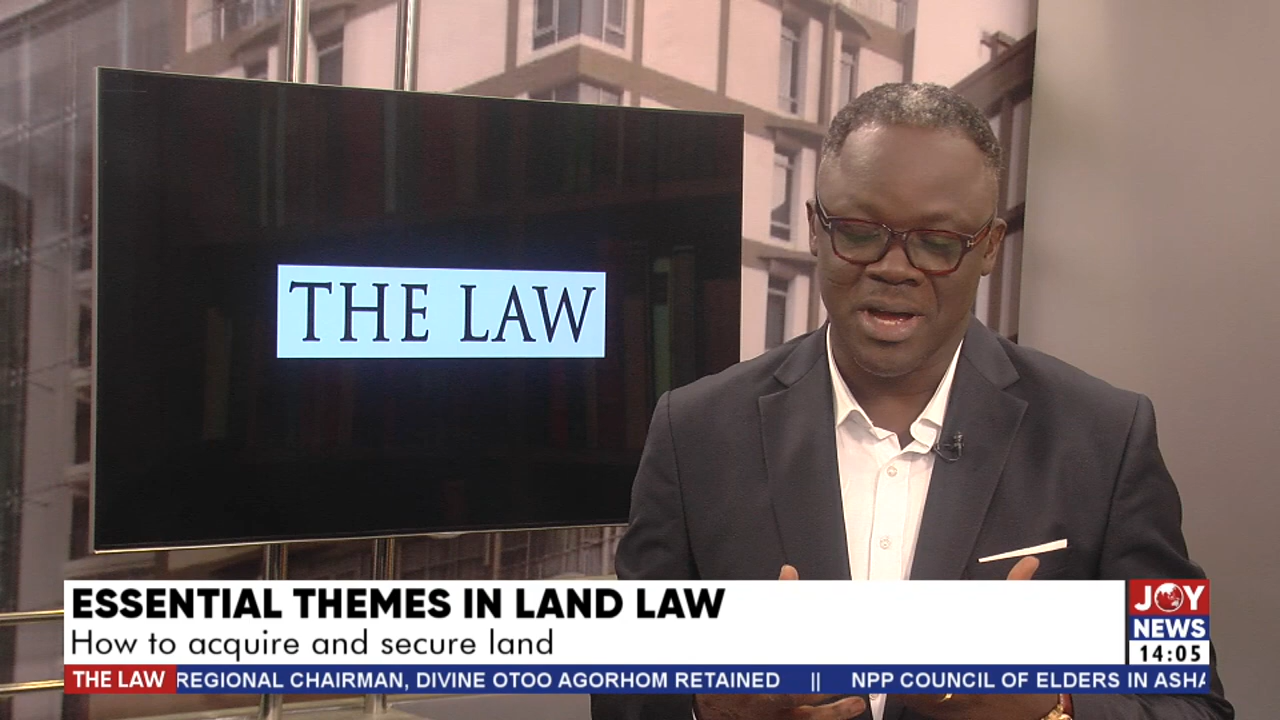 THE LAW
ESSENTIAL THEMES IN LAND LAW
How to acquire and secure land
JOY
NEWS
14:05
THE LAW
REGIONAL CHAIRMAN, DIVINE OTOO AGORHOM RETAINED || NPP COUNCIL OF ELDERS IN ASHA